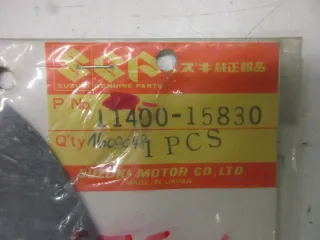 SGP スズキ純正部品
SUZUKI GENUINE PARTS
P.No. 11400-15830
Q'ty 1 PCS
SUZUKI MOTOR CO., LTD.
MADE IN JAPAN